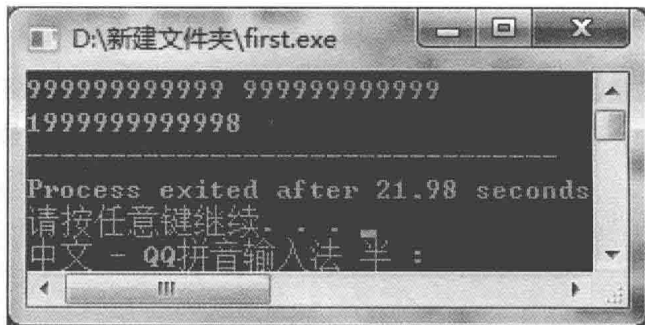 D:\新建文件夹\first.exe
999999999999 999999999999
1999999999998
--------------------------------
Process exited after 21.98 seconds
请按任意键继续. . .
中文 - QQ拼音输入法 半 :